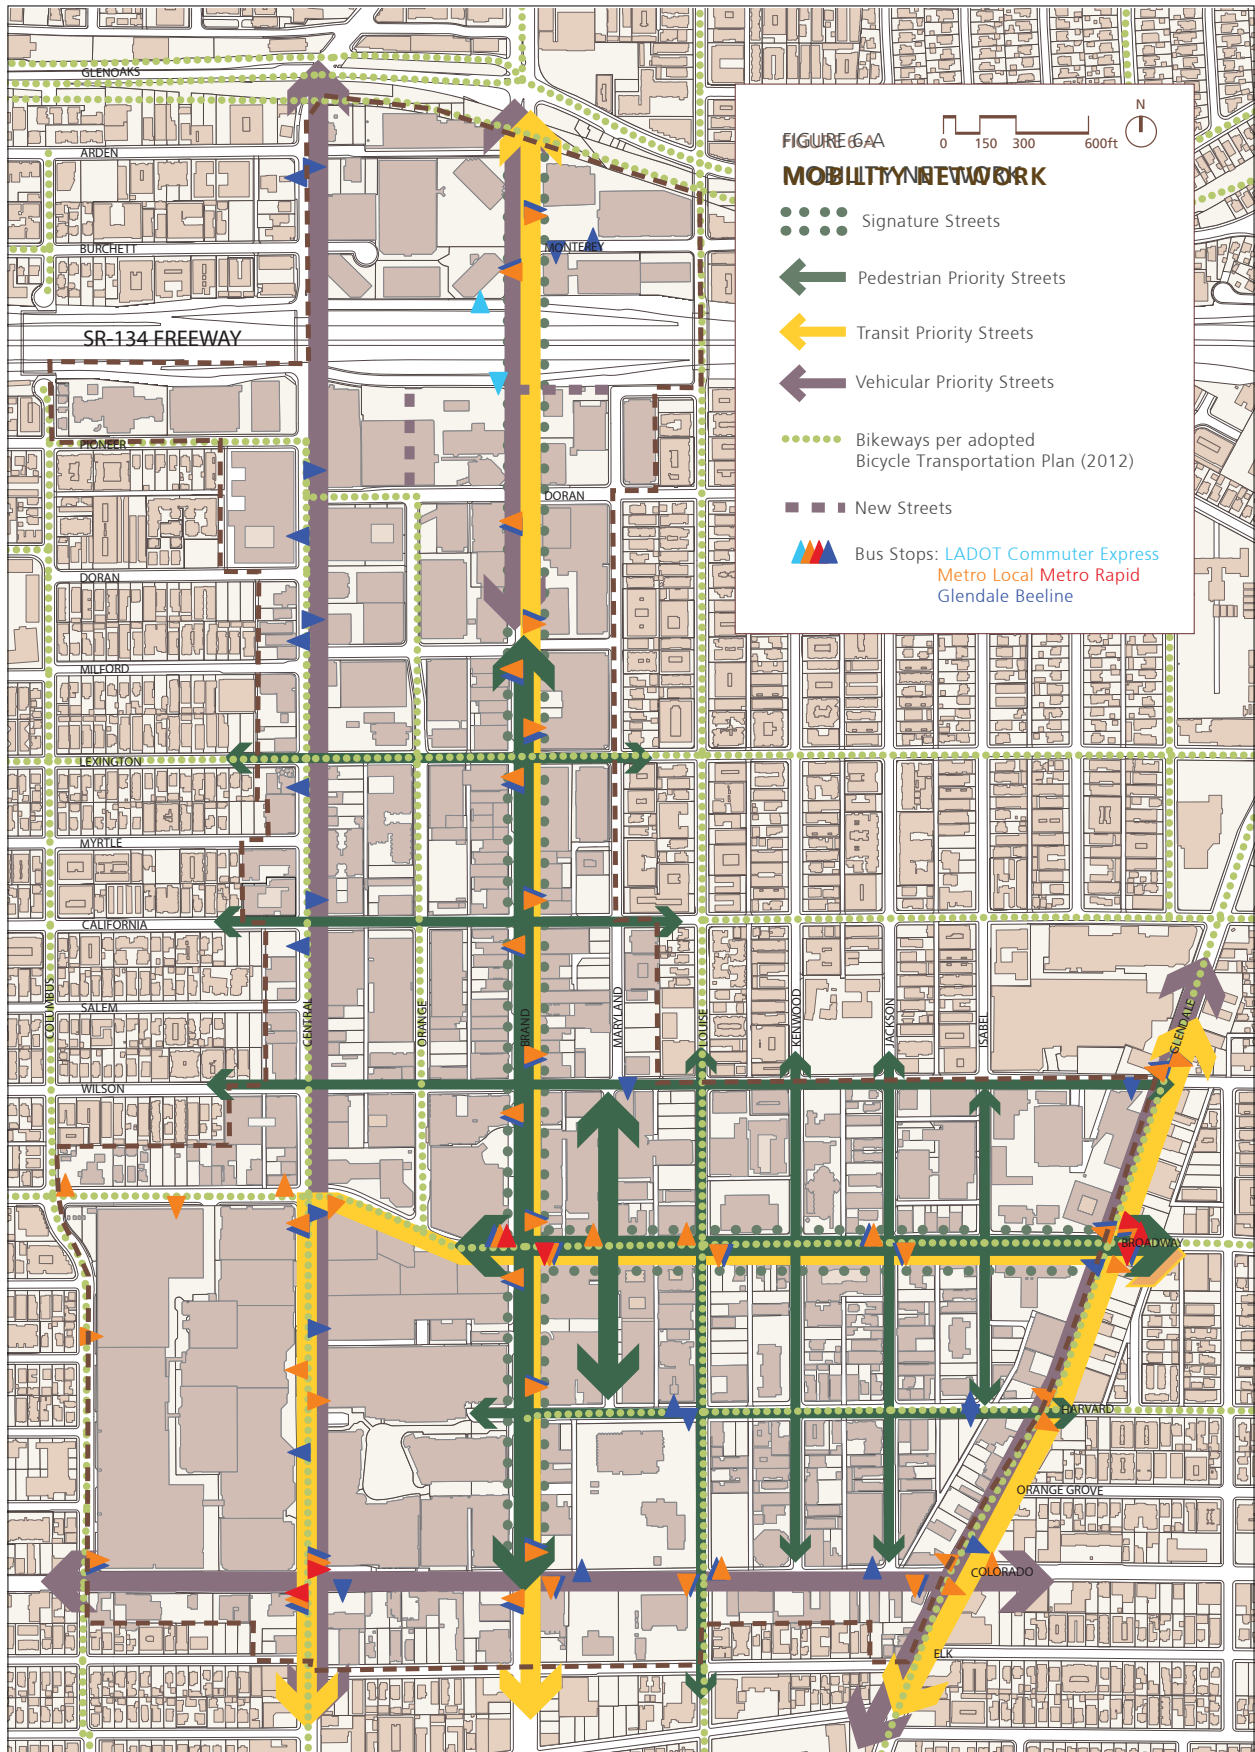 GLENOAKS
N
FIGURE 6-A
0 150 300 600ft
ARDEN
MOBILITY NETWORK
Signature Streets
BURCHETT
MONTEREY
Pedestrian Priority Streets
SR-134 FREEWAY
Transit Priority Streets
Vehicular Priority Streets
PIONEER
Bikeways per adopted
Bicycle Transportation Plan (2012)
DORAN
New Streets
Bus Stops: LADOT Commuter Express
Metro Local Metro Rapid
Glendale Beeline
DORAN
MILFORD
LEXINGTON
MYRTLE
CALIFORNIA
SALEM
COLUMBUS
CENTRAL
ORANGE
BRAND
MARYLAND
LOUISE
KENWOOD
JACKSON
ISABEL
GLENDALE
WILSON
BROADWAY
HARVARD
ORANGE GROVE
COLORADO
ELK